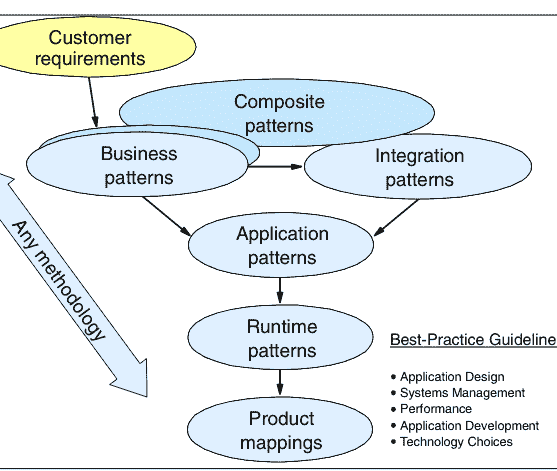 Customer
requirements
Composite
patterns
Business
patterns
Integration
patterns
Any methodology
Application
patterns
Runtime
patterns
Best-Practice Guideline
• Application Design
• Systems Management
• Performance
• Application Development
• Technology Choices
Product
mappings